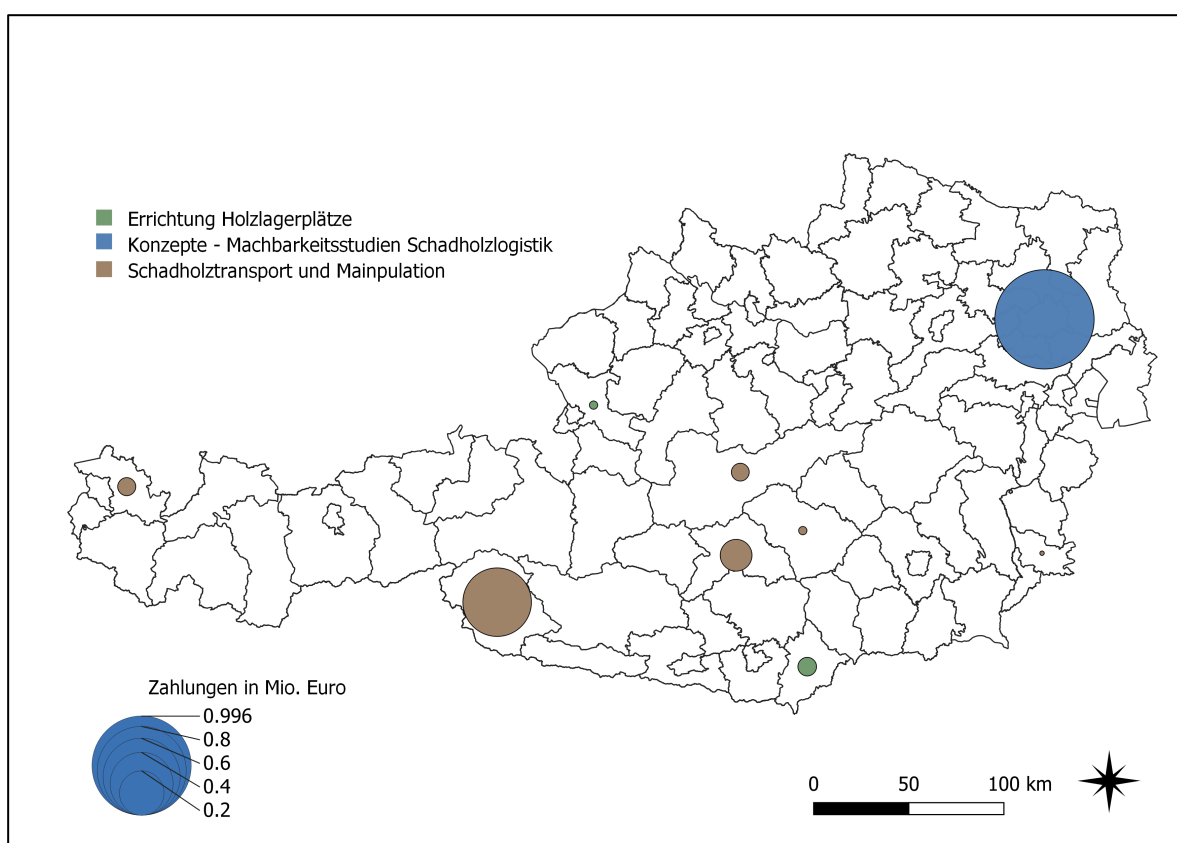 Errichtung Holzlagerplätze
Konzepte - Machbarkeitsstudien Schadholzlogistik
Schadholztransport und Mainpulation
Zahlungen in Mio. Euro
0.996
0.8
0.6
0.4
0.2
0 50 100 km